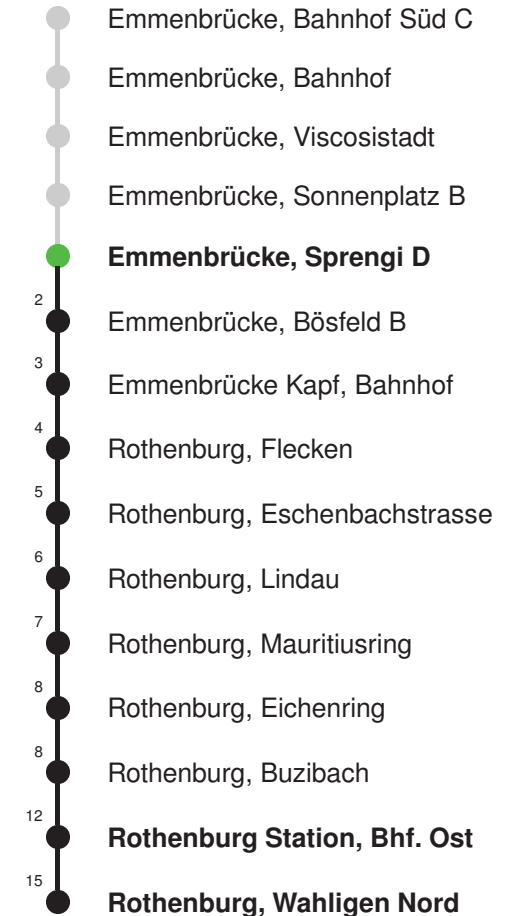 Emmenbrücke, Bahnhof Süd C
Emmenbrücke, Bahnhof
Emmenbrücke, Viscosistadt
Emmenbrücke, Sonnenplatz B
Emmenbrücke, Sprengi D
2 Emmenbrücke, Bösfeld B
3 Emmenbrücke Kapf, Bahnhof
4 Rothenburg, Flecken
5 Rothenburg, Eschenbachstrasse
6 Rothenburg, Lindau
7 Rothenburg, Mauritiusring
8 Rothenburg, Eichenring
8 Rothenburg, Buzibach
12 Rothenburg Station, Bhf. Ost
15 Rothenburg, Wahligen Nord